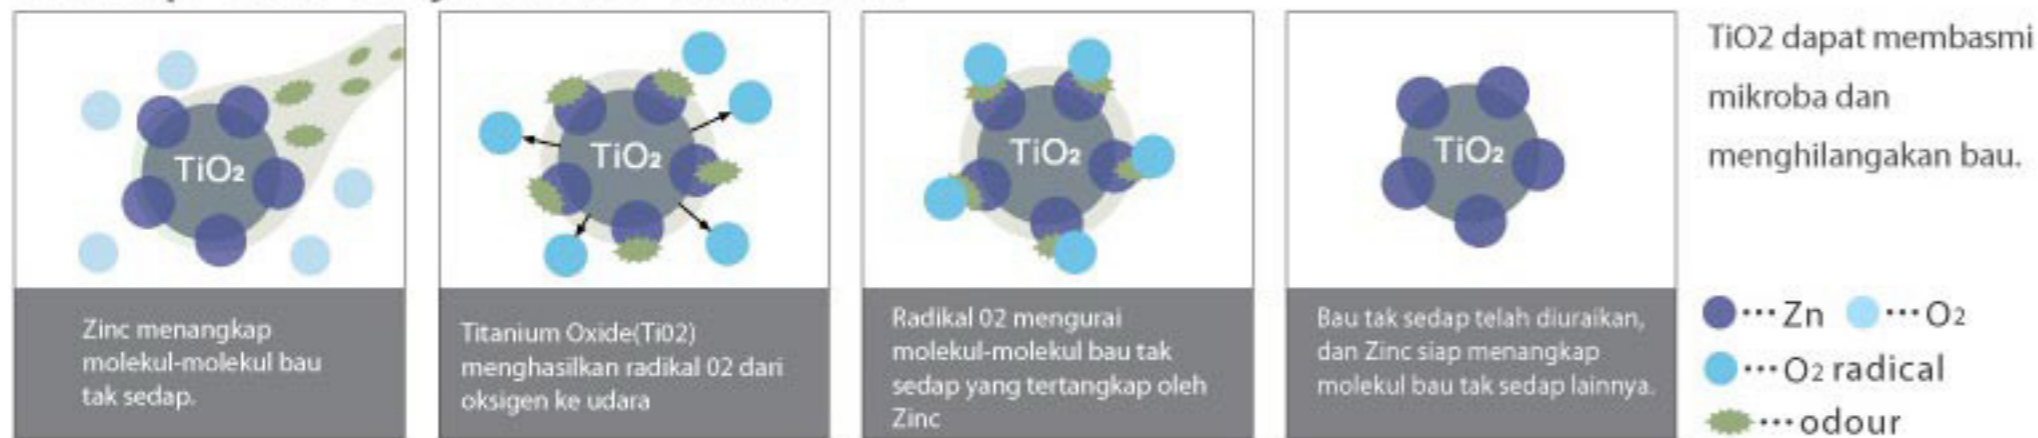 TiO2
Zinc menangkap
molekul-molekul bau
tak sedap.
TiO2
Titanium Oxide(Ti02)
menghasilkan radikal 02 dari
oksigen ke udara
TiO2
Radikal 02 mengurai
molekul-molekul bau tak
sedap yang tertangkap oleh
Zinc
TiO2
Bau tak sedap telah diuraikan,
dan Zinc siap menangkap
molekul bau tak sedap lainnya.
TiO2 dapat membasmi
mikroba dan
menghilangakan bau.
···Zn ···O2
···O2 radical
···odour